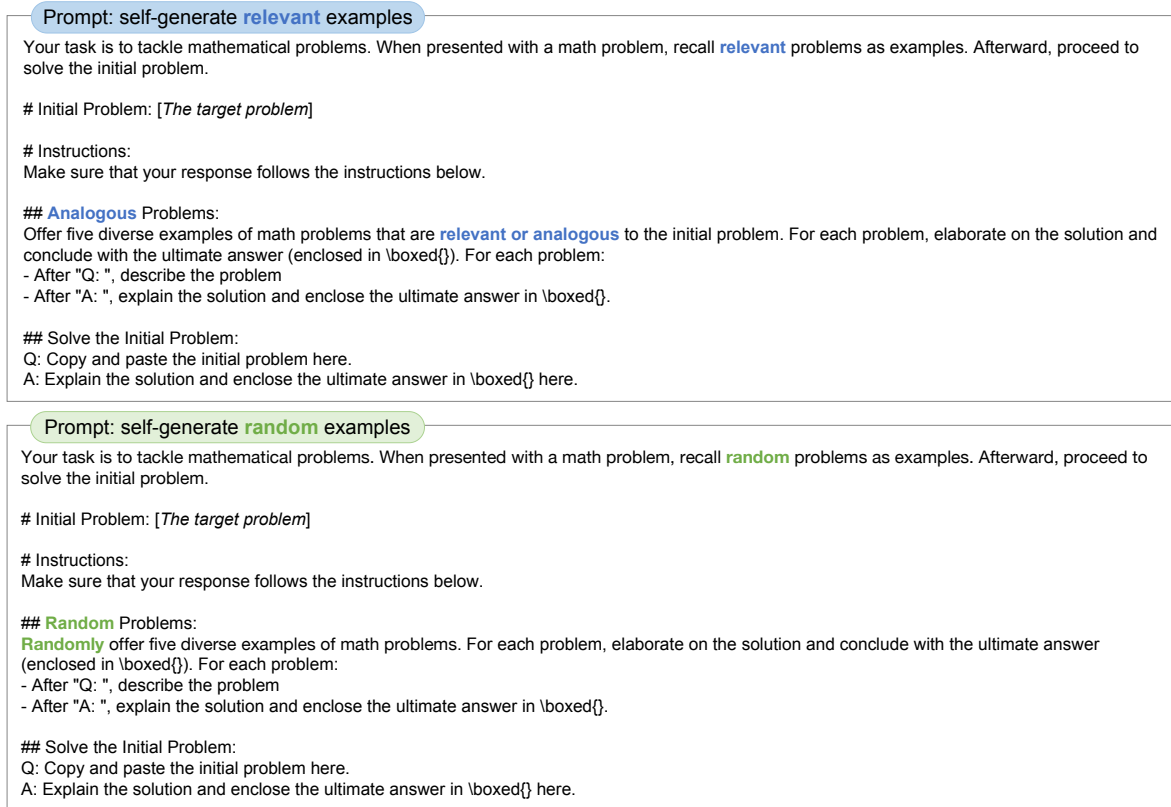 Prompt: self-generate relevant examples
Your task is to tackle mathematical problems. When presented with a math problem, recall relevant problems as examples. Afterward, proceed to
solve the initial problem.
# Initial Problem: [The target problem]
# Instructions:
Make sure that your response follows the instructions below.
## Analogous Problems:
Offer five diverse examples of math problems that are relevant or analogous to the initial problem. For each problem, elaborate on the solution and
conclude with the ultimate answer (enclosed in \boxed{}). For each problem:
- After "Q: ", describe the problem
- After "A: ", explain the solution and enclose the ultimate answer in \boxed{}.
## Solve the Initial Problem:
Q: Copy and paste the initial problem here.
A: Explain the solution and enclose the ultimate answer in \boxed{} here.
Prompt: self-generate random examples
Your task is to tackle mathematical problems. When presented with a math problem, recall random problems as examples. Afterward, proceed to
solve the initial problem.
# Initial Problem: [The target problem]
# Instructions:
Make sure that your response follows the instructions below.
## Random Problems:
Randomly offer five diverse examples of math problems. For each problem, elaborate on the solution and conclude with the ultimate answer
(enclosed in \boxed{}). For each problem:
- After "Q: ", describe the problem
- After "A: ", explain the solution and enclose the ultimate answer in \boxed{}.
## Solve the Initial Problem:
Q: Copy and paste the initial problem here.
A: Explain the solution and enclose the ultimate answer in \boxed{} here.